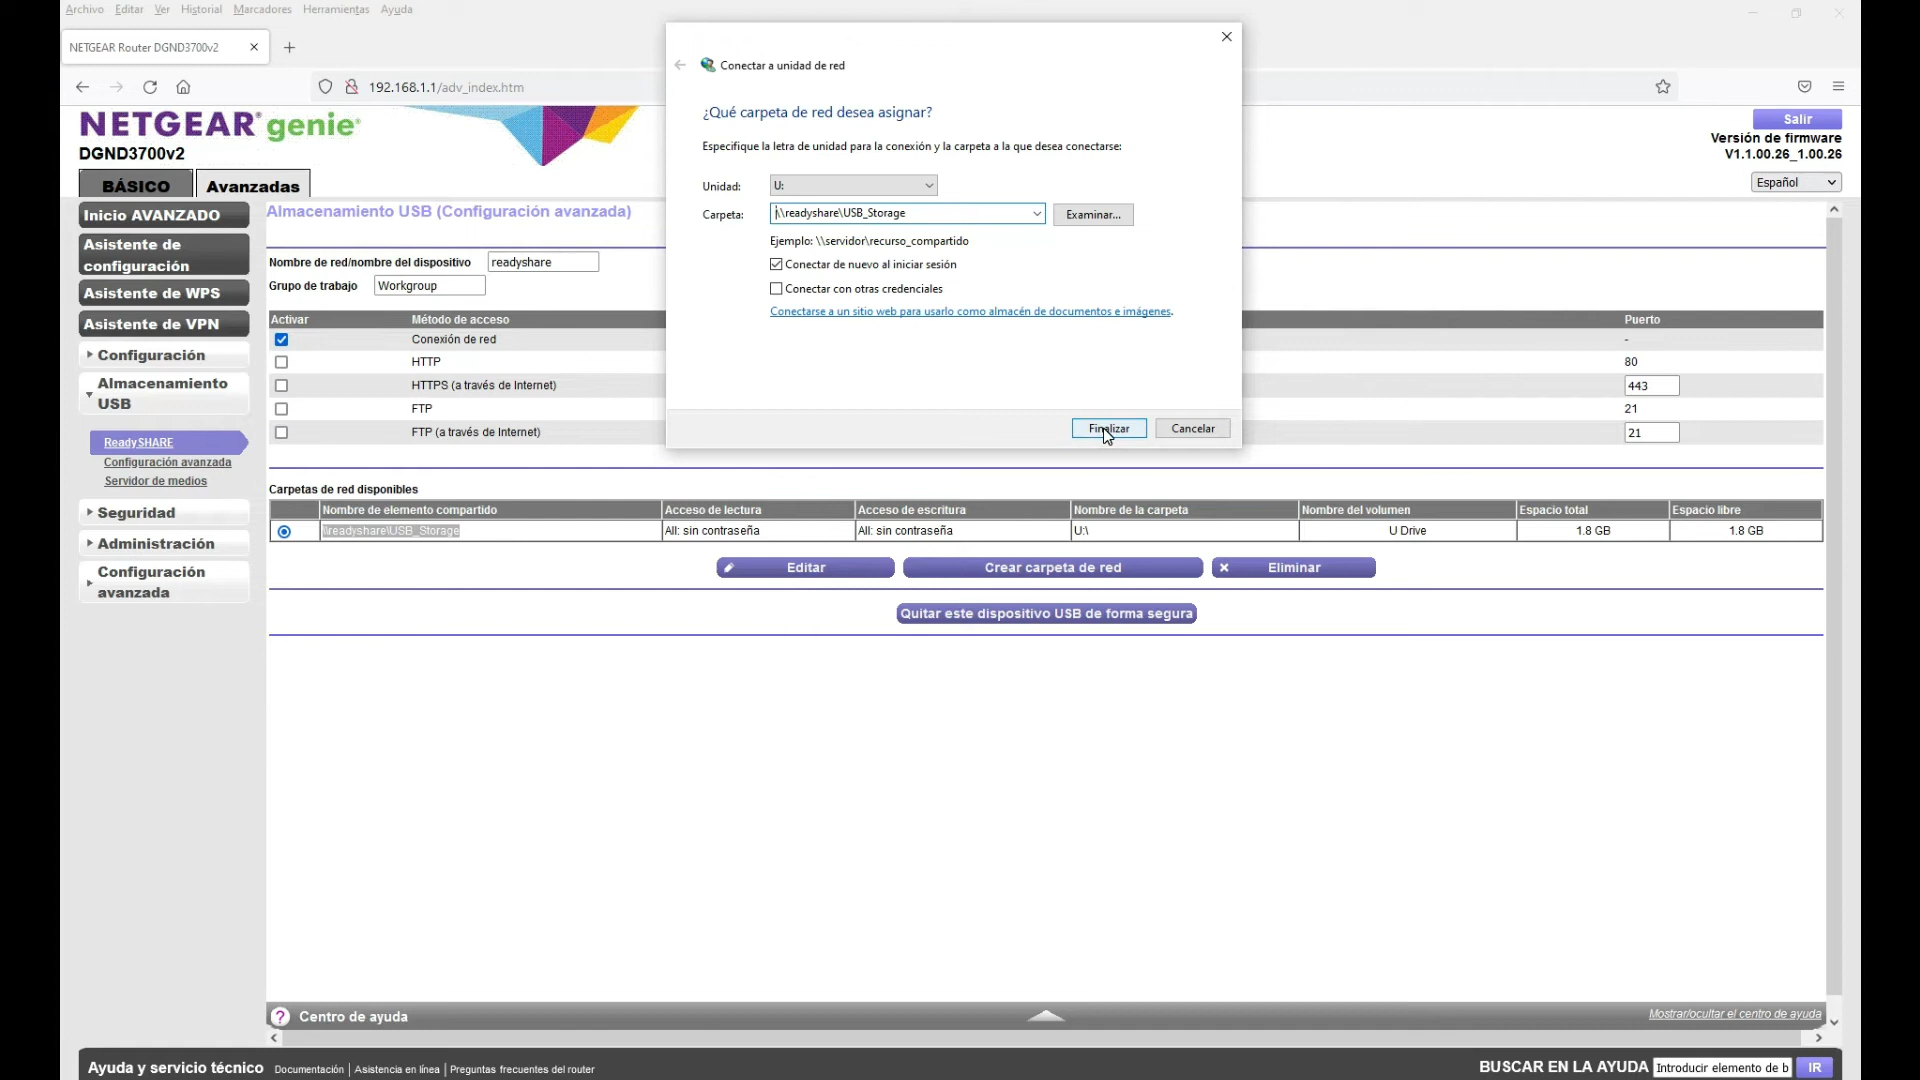 Archivo Editar Ver Historial Marcadores Herramientas Ayuda
NETGEAR Router DGND3700v2
192.168.1.1/adv_index.htm
NETGEAR® genie®
DGND3700v2
Salir
Versión de firmware
V1.1.00.26_1.00.26
Español
BÁSICO
Avanzadas
Inicio AVANZADO
Asistente de
configuración
Asistente de WPS
Asistente de VPN
Configuración
Almacenamiento
USB
ReadySHARE
Configuración avanzada
Servidor de medios
Seguridad
Administración
Configuración
avanzada
Almacenamiento USB (Configuración avanzada)
Nombre de red/nombre del dispositivo readyshare
Grupo de trabajo Workgroup
Activar Método de acceso Puerto
Conexión de red -
HTTP 80
HTTPS (a través de Internet) 443
FTP 21
FTP (a través de Internet) 21
Conectar a unidad de red
¿Qué carpeta de red desea asignar?
Especifique la letra de unidad para la conexión y la carpeta a la que desea conectarse:
Unidad: U:
Carpeta: \\readyshare\USB_Storage Examinar...
Ejemplo: \\servidor\recurso_compartido
Conectar de nuevo al iniciar sesión
Conectar con otras credenciales
Conectarse a un sitio web para usarlo como almacén de documentos e imágenes.
Finalizar Cancelar
Carpetas de red disponibles
Nombre de elemento compartido Acceso de lectura Acceso de escritura Nombre de la carpeta Nombre del volumen Espacio total Espacio libre
\\readyshare\USB_Storage All: sin contraseña All: sin contraseña U:\ U Drive 1.8 GB 1.8 GB
Editar Crear carpeta de red Eliminar
Quitar este dispositivo USB de forma segura
Centro de ayuda
Mostrar/ocultar el centro de ayuda
Ayuda y servicio técnico Documentación | Asistencia en línea | Preguntas frecuentes del router
BUSCAR EN LA AYUDA Introducir elemento de b IR